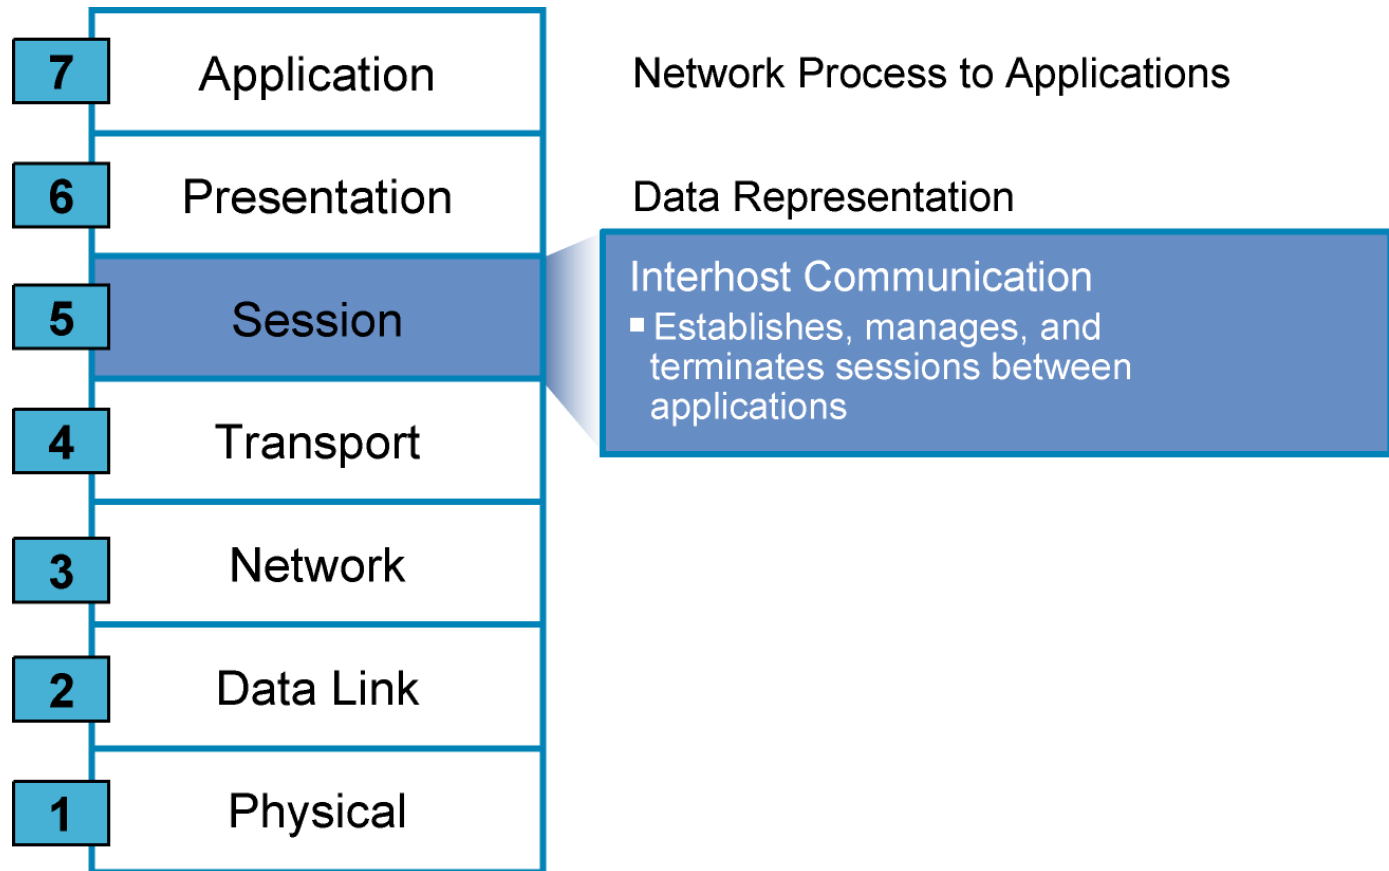 7 Application Network Process to Applications
6 Presentation Data Representation
5 Session
Interhost Communication
▪ Establishes, manages, and
terminates sessions between
applications
4 Transport
3 Network
2 Data Link
1 Physical